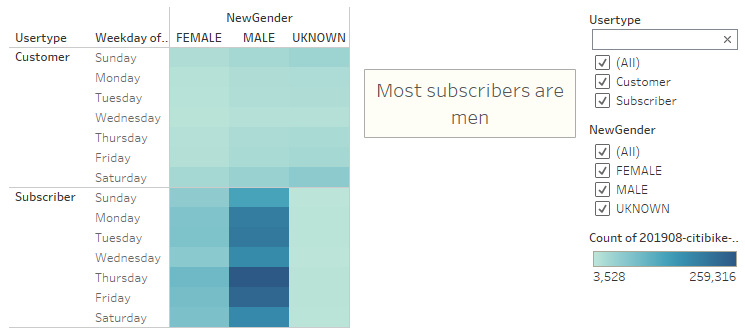 NewGender
Usertype Weekday of.. FEMALE MALE UKNOWN
Customer Sunday
Monday
Tuesday
Wednesday
Thursday
Friday
Saturday
Subscriber Sunday
Monday
Tuesday
Wednesday
Thursday
Friday
Saturday
Most subscribers are
men
Usertype
(All)
Customer
Subscriber
NewGender
(All)
FEMALE
MALE
UKNOWN
Count of 201908-citibike-..
3,528 259,316